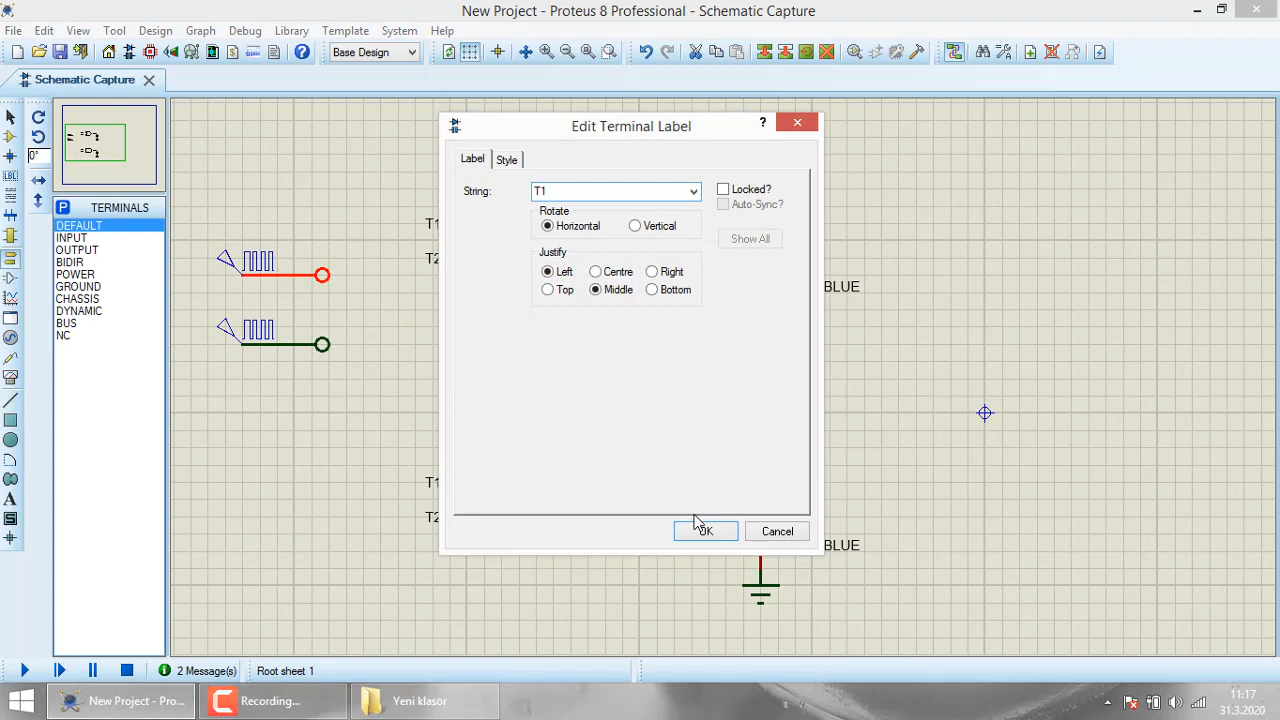 New Project - Proteus 8 Professional - Schematic Capture
File Edit View Tool Design Graph Debug Library Template System Help
Base Design
Schematic Capture
0°
LBL
P TERMINALS
DEFAULT
INPUT
OUTPUT
BIDIR
POWER
GROUND
CHASSIS
DYNAMIC
BUS
NC
A
Edit Terminal Label
?
Label Style
String: T1
Locked?
Auto-Sync?
Rotate
Horizontal Vertical
Show All
Justify
Left Centre Right
Top Middle Bottom
OK Cancel
T1
T2
BLUE
T1
T2
BLUE
2 Message(s) Root sheet 1
New Project - Pro... Recording... Yeni klasör
11:17
31.3.2020